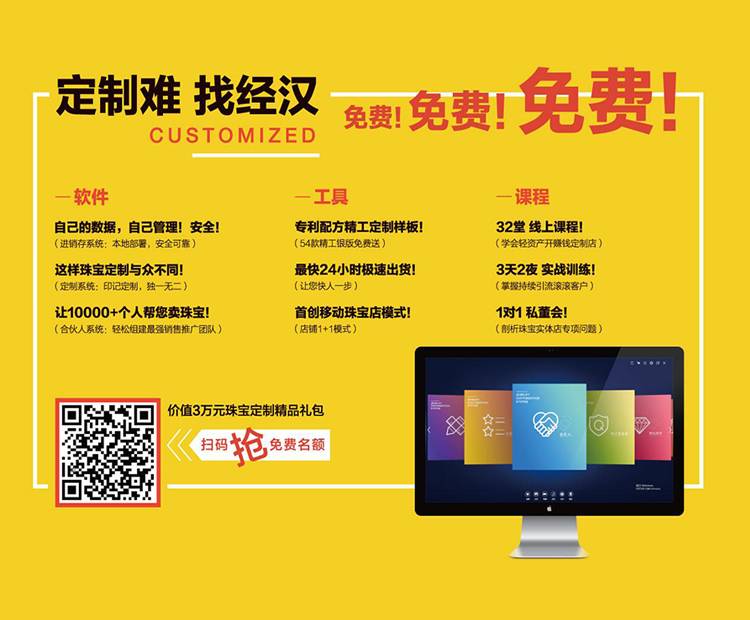 定制难 找经汉
CUSTOMIZED
免费! 免费! 免费!
一软件
自己的数据，自己管理！安全！
（进销存系统：本地部署，安全可靠）
这样珠宝定制与众不同！
（定制系统：印记定制，独一无二）
让10000+个人帮您卖珠宝！
（合伙人系统：轻松组建最强销售推广团队）
一工具
专利配方精工定制样板！
（54款精工银版免费送）
最快24小时极速出货！
（让您快人一步）
首创移动珠宝店模式！
（店铺1+1模式）
一课程
32堂 线上课程！
（学会轻资产开赚钱定制店）
3天2夜 实战训练！
（掌握持续引流滚滚客户）
1对1 私董会！
（剖析珠宝实体店专项问题）
价值3万元珠宝定制精品礼包
扫码 抢 免费名额